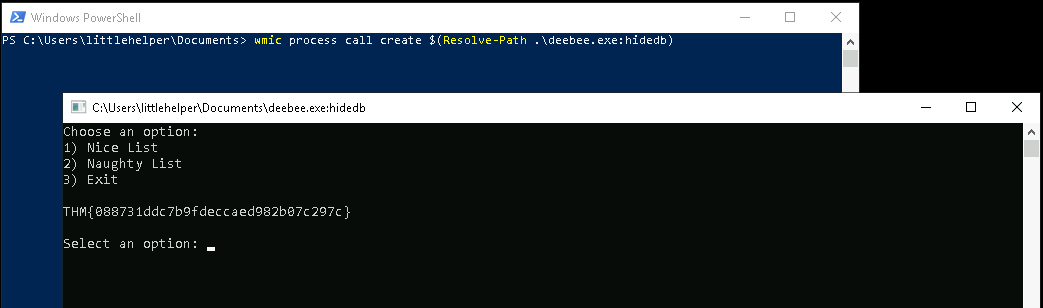 Windows PowerShell
PS C:\Users\littlehelper\Documents> wmic process call create $(Resolve-Path .\deebee.exe:hidedb)
C:\Users\littlehelper\Documents\deebee.exe:hidedb
Choose an option:
1) Nice List
2) Naughty List
3) Exit
THM{088731ddc7b9fdeccaed982b07c297c}
Select an option: _